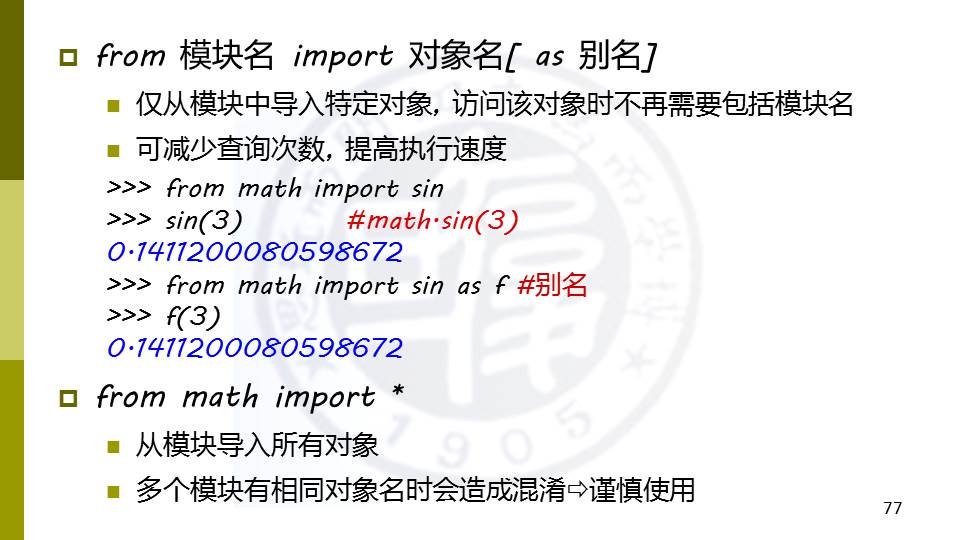 from 模块名 import 对象名[ as 别名]
仅从模块中导入特定对象, 访问该对象时不再需要包括模块名
可减少查询次数, 提高执行速度
>>> from math import sin
>>> sin(3) #math.sin(3)
0.1411200080598672
>>> from math import sin as f #别名
>>> f(3)
0.1411200080598672
from math import *
从模块导入所有对象
多个模块有相同对象名时会造成混淆⇨谨慎使用
77
1905